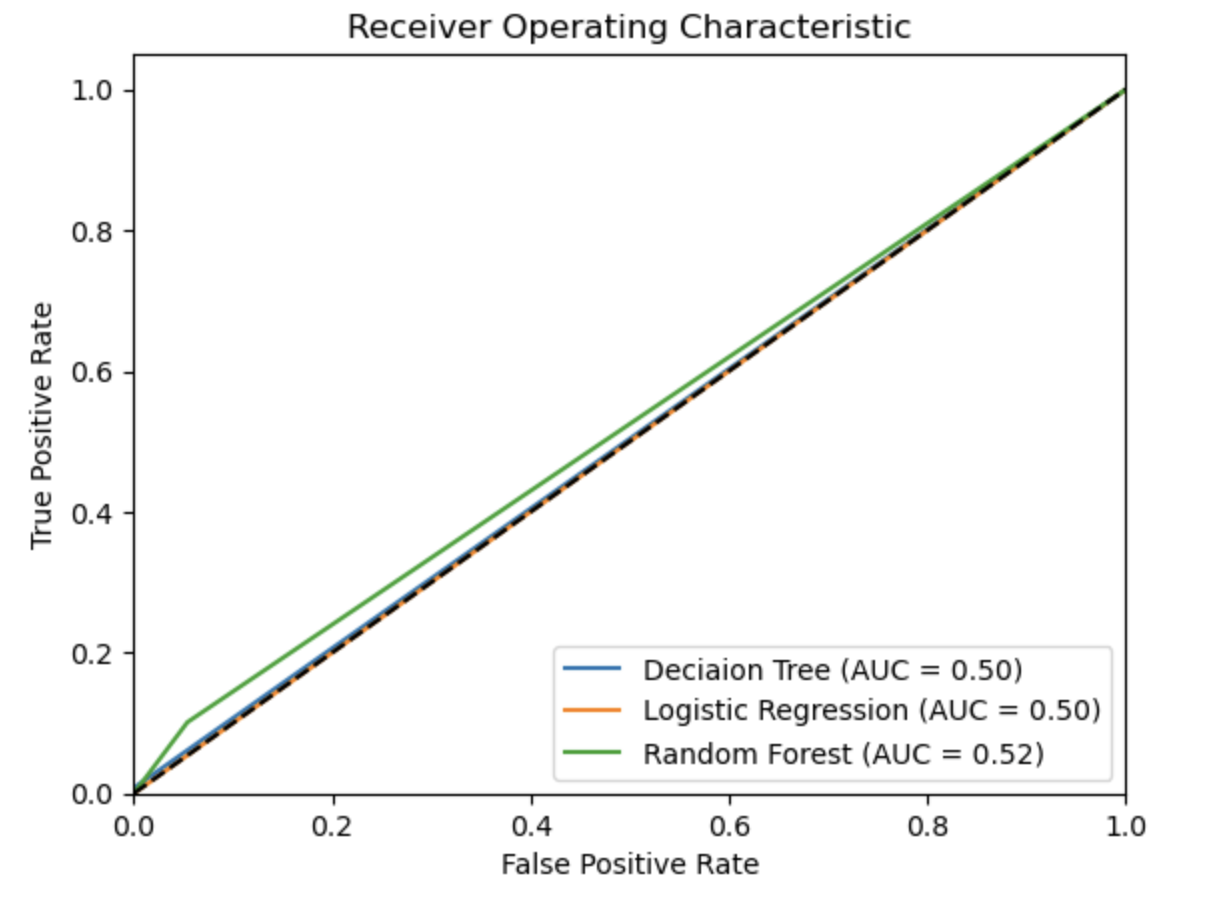 Receiver Operating Characteristic
1.0
0.8
0.6
0.4
0.2
0.0
True Positive Rate
Deciaion Tree (AUC = 0.50)
Logistic Regression (AUC = 0.50)
Random Forest (AUC = 0.52)
0.0 0.2 0.4 0.6 0.8 1.0
False Positive Rate